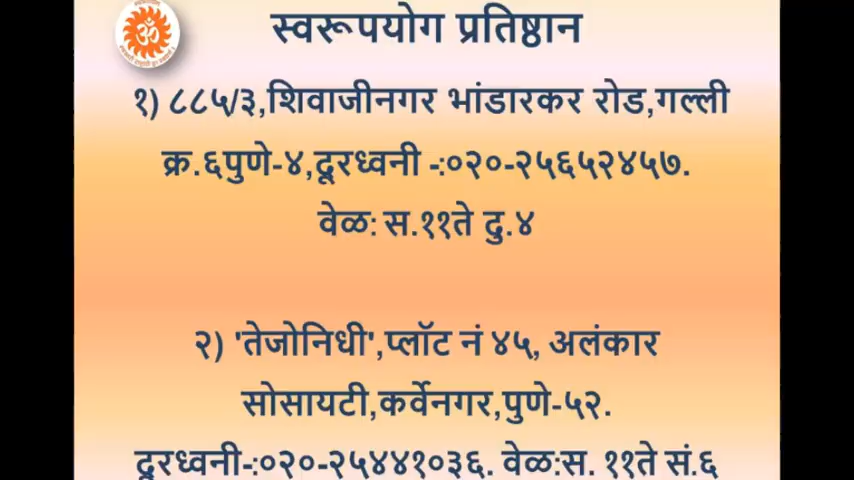 स्वरूपयोग प्रतिष्ठान
१) ८८५/३,शिवाजीनगर भांडारकर रोड,गल्ली
क्र.६पुणे-४,दूरध्वनी -:०२०-२५६५२४५७.
वेळ: स.११ते दु.४
२) 'तेजोनिधी',प्लॉट नं ४५, अलंकार
सोसायटी,कर्वेनगर,पुणे-५२.
दूरध्वनी-:०२०-२५४४१०३६. वेळ:स. ११ते सं.६